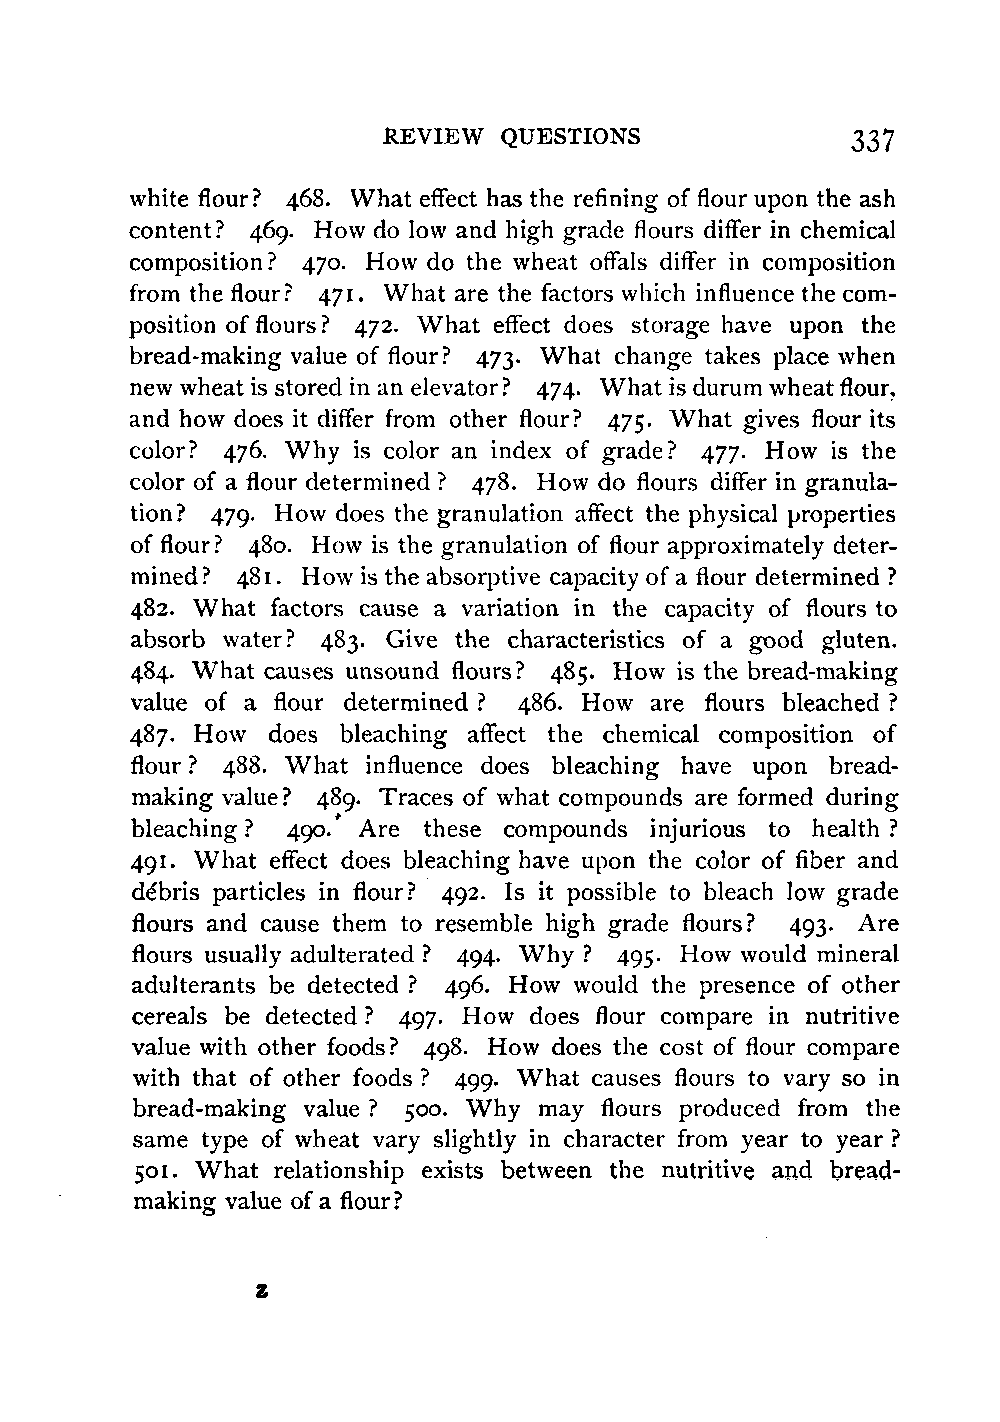 REVIEW QUESTIONS 337
white flour? 468. What effect has the refining of flour upon the ash
content? 469. How do low and high grade flours differ in chemical
composition? 470. How do the wheat offals differ in composition
from the flour? 471. What are the factors which influence the com-
position of flours? 472. What effect does storage have upon the
bread-making value of flour? 473. What change takes place when
new wheat is stored in an elevator? 474. What is durum wheat flour,
and how does it differ from other flour? 475. What gives flour its
color? 476. Why is color an index of grade? 477. How is the
color of a flour determined? 478. How do flours differ in granula-
tion? 479. How does the granulation affect the physical properties
of flour? 480. How is the granulation of flour approximately deter-
mined? 481. How is the absorptive capacity of a flour determined?
482. What factors cause a variation in the capacity of flours to
absorb water? 483. Give the characteristics of a good gluten.
484. What causes unsound flours? 485. How is the bread-making
value of a flour determined? 486. How are flours bleached?
487. How does bleaching affect the chemical composition of
flour? 488. What influence does bleaching have upon bread-
making value? 489. Traces of what compounds are formed during
bleaching? 490. Are these compounds injurious to health?
491. What effect does bleaching have upon the color of fiber and
débris particles in flour? 492. Is it possible to bleach low grade
flours and cause them to resemble high grade flours? 493. Are
flours usually adulterated? 494. Why? 495. How would mineral
adulterants be detected? 496. How would the presence of other
cereals be detected? 497. How does flour compare in nutritive
value with other foods? 498. How does the cost of flour compare
with that of other foods? 499. What causes flours to vary so in
bread-making value? 500. Why may flours produced from the
same type of wheat vary slightly in character from year to year?
501. What relationship exists between the nutritive and bread-
making value of a flour?
Z